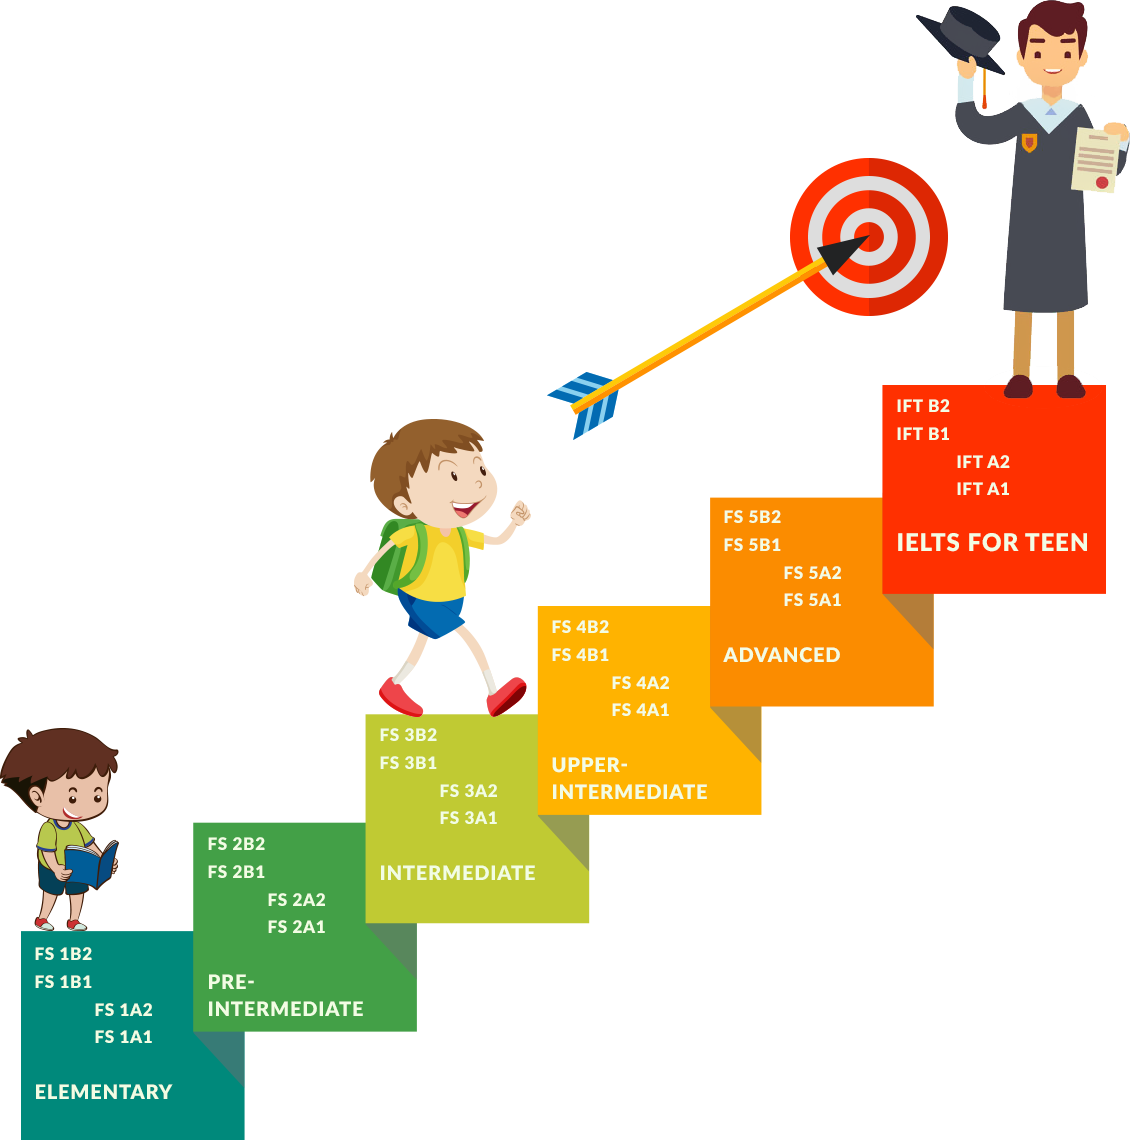 IFT B2
IFT B1
IFT A2
IFT A1
IELTS FOR TEEN
FS 5B2
FS 5B1
FS 5A2
FS 5A1
ADVANCED
FS 4B2
FS 4B1
FS 4A2
FS 4A1
UPPER-
INTERMEDIATE
FS 3B2
FS 3B1
FS 3A2
FS 3A1
INTERMEDIATE
FS 2B2
FS 2B1
FS 2A2
FS 2A1
PRE-
INTERMEDIATE
FS 1B2
FS 1B1
FS 1A2
FS 1A1
ELEMENTARY